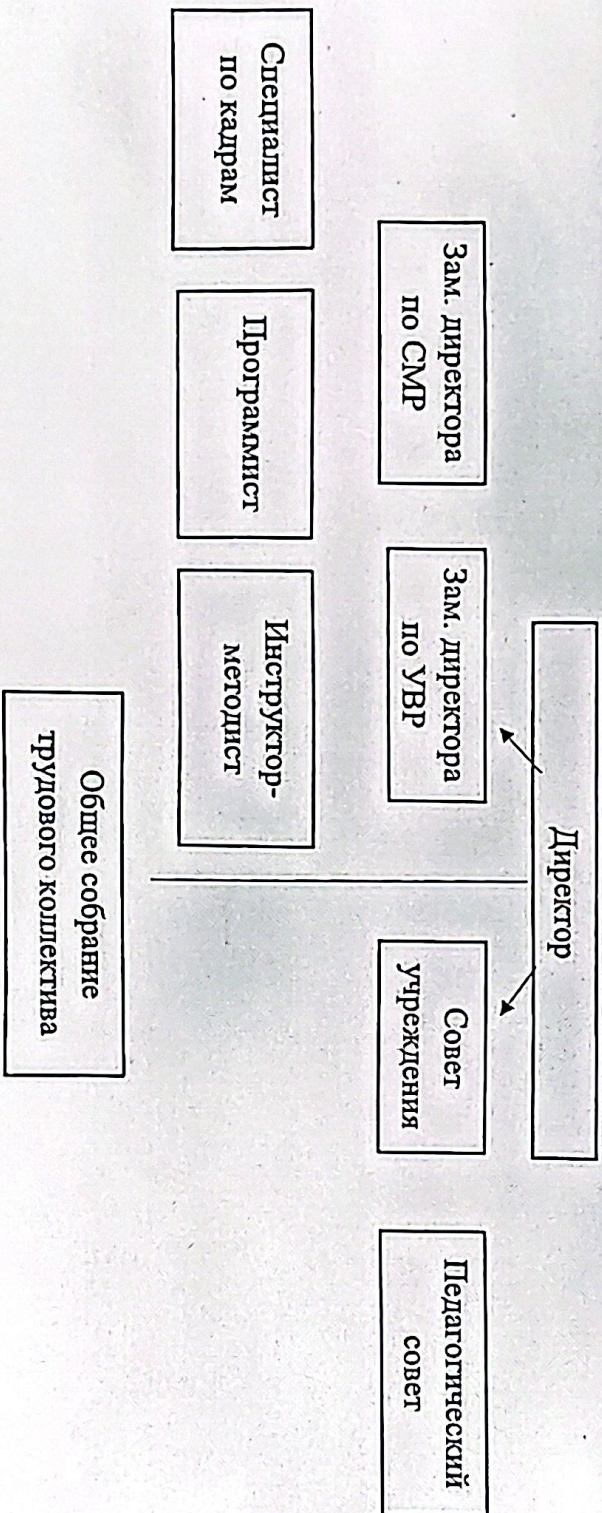 Директор
Зам. директора
по СМР
Зам. директора
по УВР
Совет
учреждения
Педагогический
совет
Специалист
по кадрам
Программист
Инструктор-
методист
Общее собрание
трудового коллектива